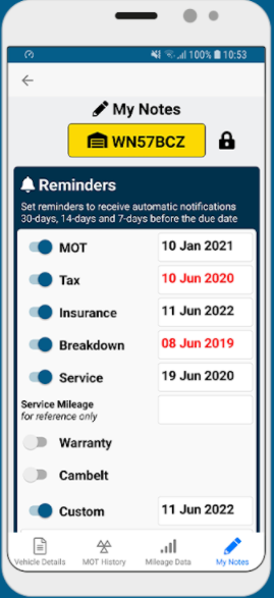 100% 10:53
My Notes
WN57BCZ
Reminders
Set reminders to receive automatic notifications
30-days, 14-days and 7-days before the due date
MOT 10 Jan 2021
Tax 10 Jun 2020
Insurance 11 Jun 2022
Breakdown 08 Jun 2019
Service 19 Jun 2020
Service Mileage
for reference only
Warranty
Cambelt
Custom 11 Jun 2022
Vehicle Details MOT History Mileage Data My Notes